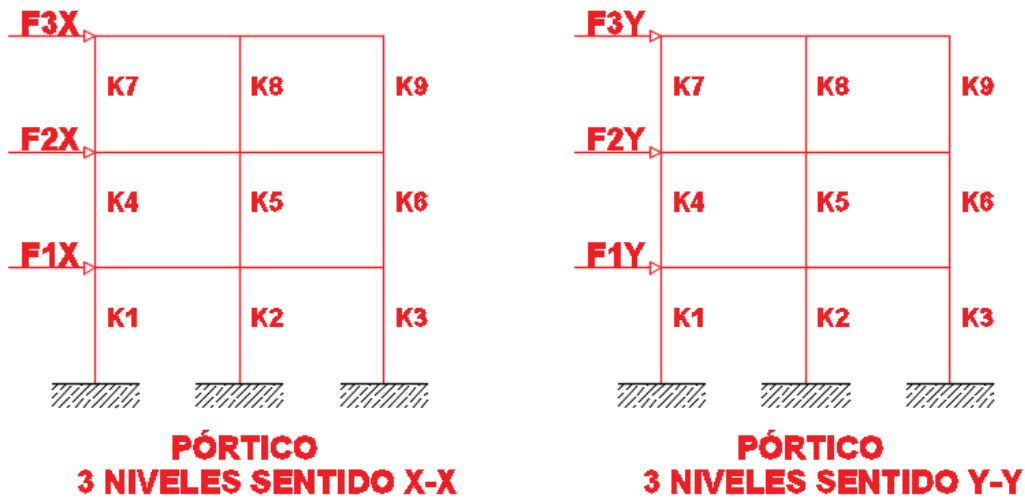 F3X
K7 K8 K9
F2X
K4 K5 K6
F1X
K1 K2 K3
PÓRTICO
3 NIVELES SENTIDO X-X
F3Y
K7 K8 K9
F2Y
K4 K5 K6
F1Y
K1 K2 K3
PÓRTICO
3 NIVELES SENTIDO Y-Y